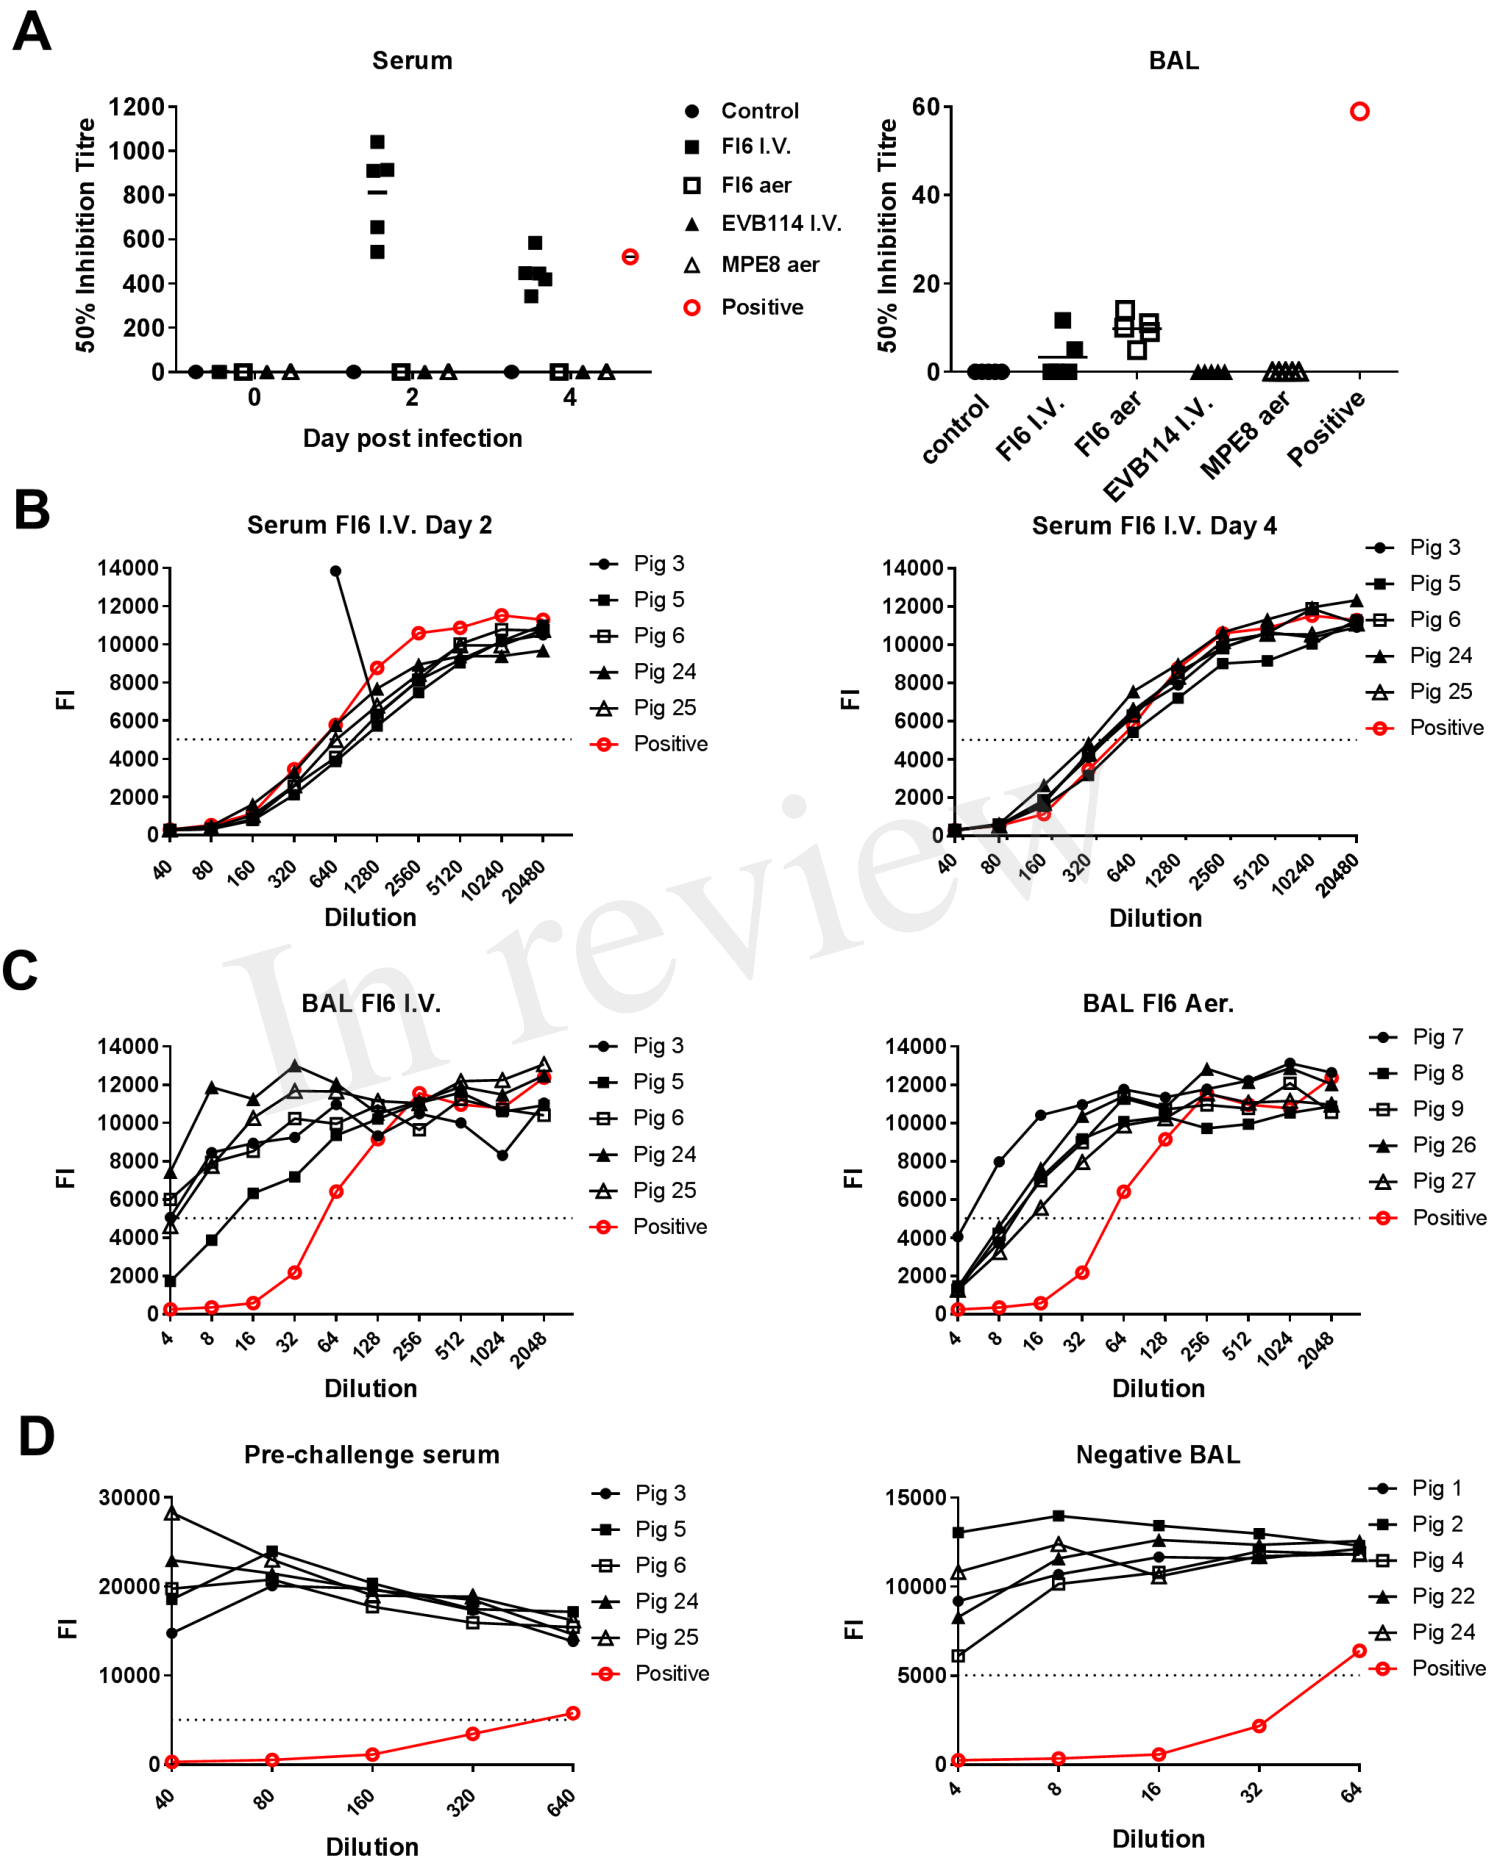 A
Serum
BAL
50% Inhibition Titre
1200
1000
800
600
400
200
0
0
2
4
Day post infection
Control
FI6 I.V.
FI6 aer
EVB114 I.V.
MPE8 aer
Positive
50% Inhibition Titre
60
40
20
0
control
FI6 I.V.
FI6 aer
EVB114 I.V.
MPE8 aer
Positive
B
Serum FI6 I.V. Day 2
FI
14000
12000
10000
8000
6000
4000
2000
0
40
80
160
320
640
1280
2560
5120
10240
20480
Dilution
Pig 3
Pig 5
Pig 6
Pig 24
Pig 25
Positive
Serum FI6 I.V. Day 4
FI
14000
12000
10000
8000
6000
4000
2000
0
40
80
160
320
640
1280
2560
5120
10240
20480
Dilution
Pig 3
Pig 5
Pig 6
Pig 24
Pig 25
Positive
In review
C
BAL FI6 I.V.
FI
14000
12000
10000
8000
6000
4000
2000
0
4
8
16
32
64
128
256
512
1024
2048
Dilution
Pig 3
Pig 5
Pig 6
Pig 24
Pig 25
Positive
BAL FI6 Aer.
FI
14000
12000
10000
8000
6000
4000
2000
0
4
8
16
32
64
128
256
512
1024
2048
Dilution
Pig 7
Pig 8
Pig 9
Pig 26
Pig 27
Positive
D
Pre-challenge serum
FI
30000
20000
10000
0
40
80
160
320
640
Dilution
Pig 3
Pig 5
Pig 6
Pig 24
Pig 25
Positive
Negative BAL
FI
15000
10000
5000
0
4
8
16
32
64
Dilution
Pig 1
Pig 2
Pig 4
Pig 22
Pig 24
Positive